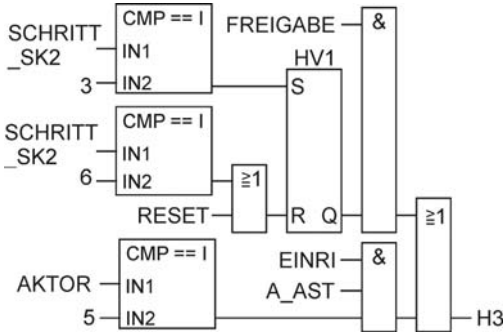 CMP == I
SCHRITT
_SK2
IN1
3
IN2
FREIGABE
&
HV1
S
CMP == I
SCHRITT
_SK2
IN1
6
IN2
≧1
RESET
R Q
≧1
CMP == I
AKTOR
IN1
5
IN2
EINRI
&
A_AST
H3